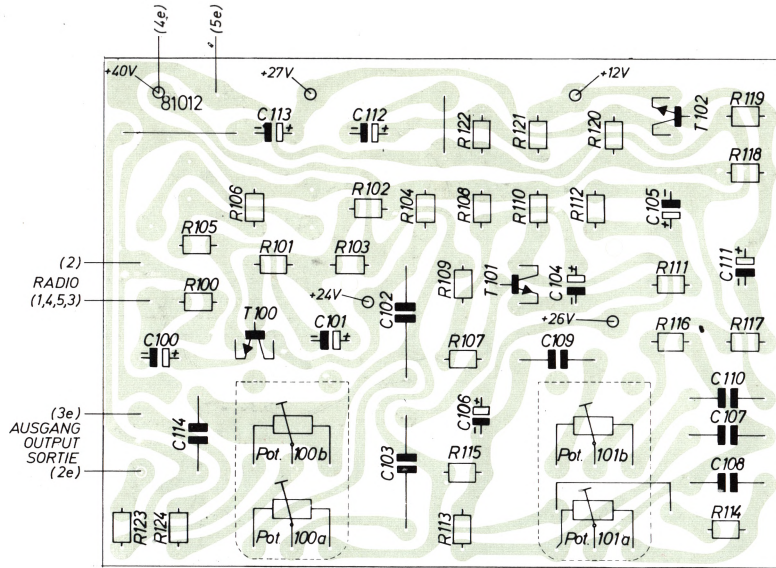 (4e)
(5e)
+40V
81012
+27V
+12V
C113
C112
R122
R121
R120
T102
R119
R118
R106
R102
R104
R108
R110
R112
C105
R105
R101
R103
R109
T101
C104
R111
C111
(2)
RADIO
(1,4,5,3)
R100
T100
+24V
C102
+26V
C100
C101
R107
C109
R116
R117
C110
(3e)
AUSGANG
OUTPUT
SORTIE
(2e)
C114
Pot. 100b
C103
C106
R115
Pot. 101b
C107
C108
R123
R124
Pot. 100a
R113
Pot. 101a
R114